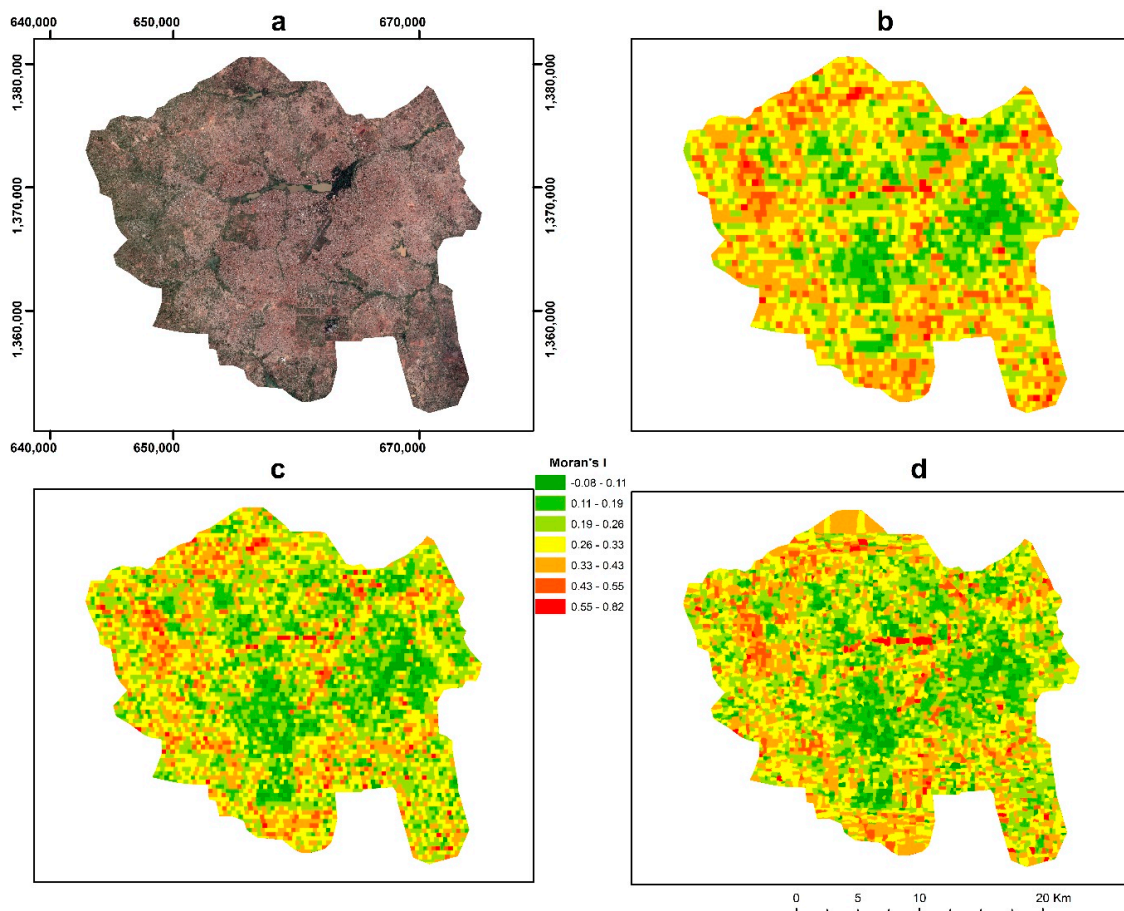 a
b
640,000 650,000 670,000
1,380,000 1,380,000
1,370,000 1,370,000
1,360,000 1,360,000
640,000 650,000 670,000
c
d
Moran's I
-0.08 - 0.11
0.11 - 0.19
0.19 - 0.26
0.26 - 0.33
0.33 - 0.43
0.43 - 0.55
0.55 - 0.82
0 5 10 20 Km